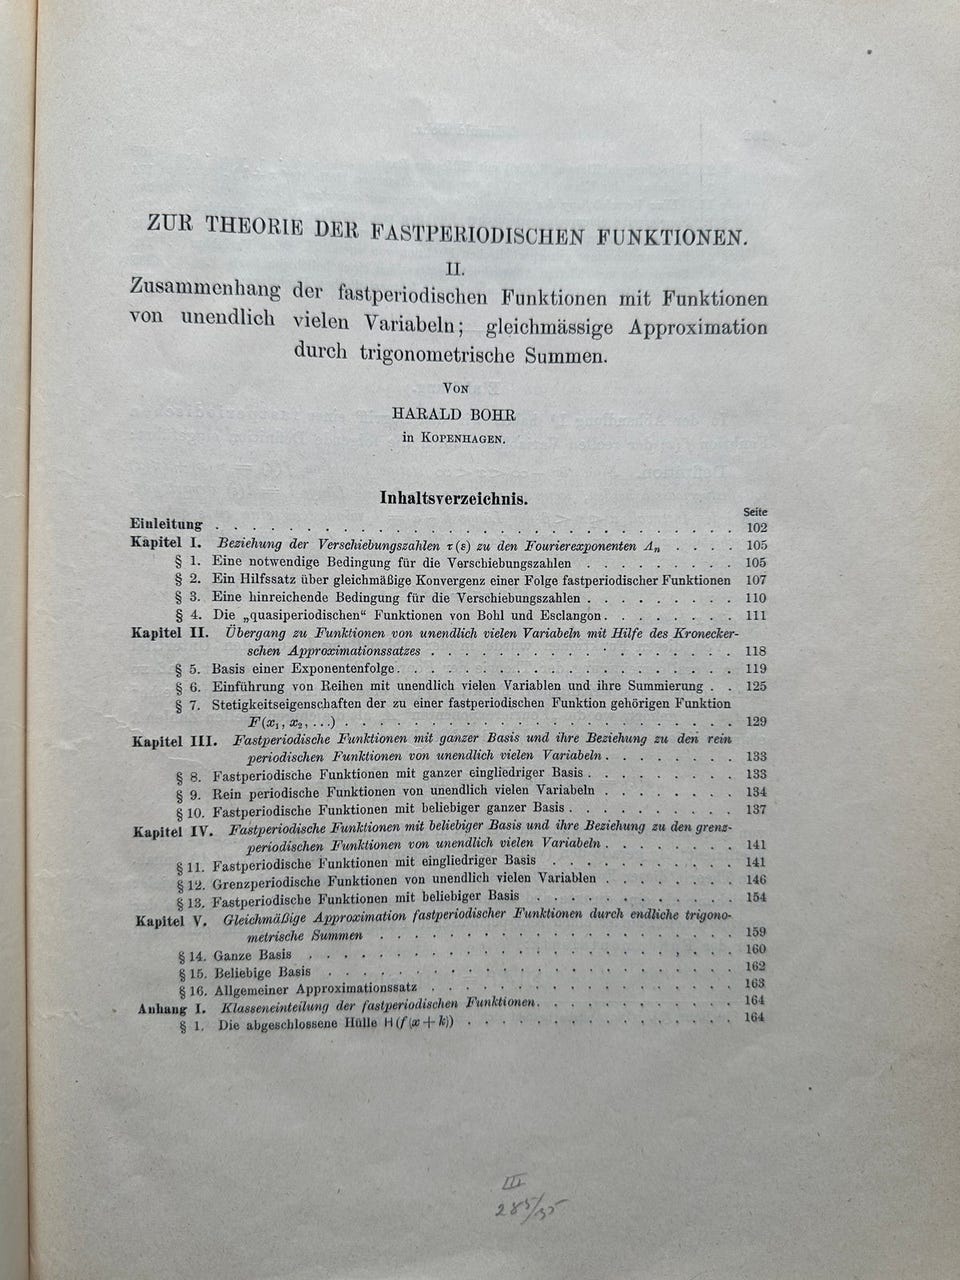 ZUR THEORIE DER FASTPERIODISCHEN FUNKTIONEN.
II.
Zusammenhang der fastperiodischen Funktionen mit Funktionen
von unendlich vielen Variabeln; gleichmässige Approximation
durch trigonometrische Summen.
VON
HARALD BOHR
in KOPENHAGEN.
Inhaltsverzeichnis.
Seite
Einleitung . . . . . . . . . . . . . . . . . . . . 102
Kapitel I. Beziehung der Verschiebungszahlen τ(ε) zu den Fourierexponenten Λn . . . . 105
§ 1. Eine notwendige Bedingung für die Verschiebungszahlen . . . . . . . . . 105
§ 2. Ein Hilfssatz über gleichmäßige Konvergenz einer Folge fastperiodischer Funktionen 107
§ 3. Eine hinreichende Bedingung für die Verschiebungszahlen . . . . . . . . . 110
§ 4. Die „quasiperiodischen“ Funktionen von Bohl und Esclangon . . . . . . . . 111
Kapitel II. Übergang zu Funktionen von unendlich vielen Variabeln mit Hilfe des Kronecker-
schen Approximationssatzes . . . . . . . . . . . . . . . . . . 118
§ 5. Basis einer Exponentenfolge . . . . . . . . . . . . . . . . . . . 119
§ 6. Einführung von Reihen mit unendlich vielen Variablen und ihre Summierung . . 125
§ 7. Stetigkeitseigenschaften der zu einer fastperiodischen Funktion gehörigen Funktion
F(x₁, x₂, ...) . . . . . . . . . . . . . . . . . . . . . . 129
Kapitel III. Fastperiodische Funktionen mit ganzer Basis und ihre Beziehung zu den rein
periodischen Funktionen von unendlich vielen Variabeln . . . . . . . . 133
§ 8. Fastperiodische Funktionen mit ganzer eingliedriger Basis . . . . . . . . . 133
§ 9. Rein periodische Funktionen von unendlich vielen Variabeln . . . . . . . . 134
§ 10. Fastperiodische Funktionen mit beliebiger ganzer Basis . . . . . . . . . . 137
Kapitel IV. Fastperiodische Funktionen mit beliebiger Basis und ihre Beziehung zu den grenz-
periodischen Funktionen von unendlich vielen Variabeln . . . . . . . . 141
§ 11. Fastperiodische Funktionen mit eingliedriger Basis . . . . . . . . . . . 141
§ 12. Grenzperiodische Funktionen von unendlich vielen Variablen . . . . . . . . 146
§ 13. Fastperiodische Funktionen mit beliebiger Basis . . . . . . . . . . . . 154
Kapitel V. Gleichmäßige Approximation fastperiodischer Funktionen durch endliche trigono-
metrische Summen . . . . . . . . . . . . . . . . . . . . 159
§ 14. Ganze Basis . . . . . . . . . . . . . . . . . . . . . . . 160
§ 15. Beliebige Basis . . . . . . . . . . . . . . . . . . . . . . 162
§ 16. Allgemeiner Approximationssatz . . . . . . . . . . . . . . . . . 163
Anhang I. Klasseneinteilung der fastperiodischen Funktionen . . . . . . . . . . . 164
§ 1. Die abgeschlossene Hülle H(f(x + k)) . . . . . . . . . . . . . . . . 164
III
285/35